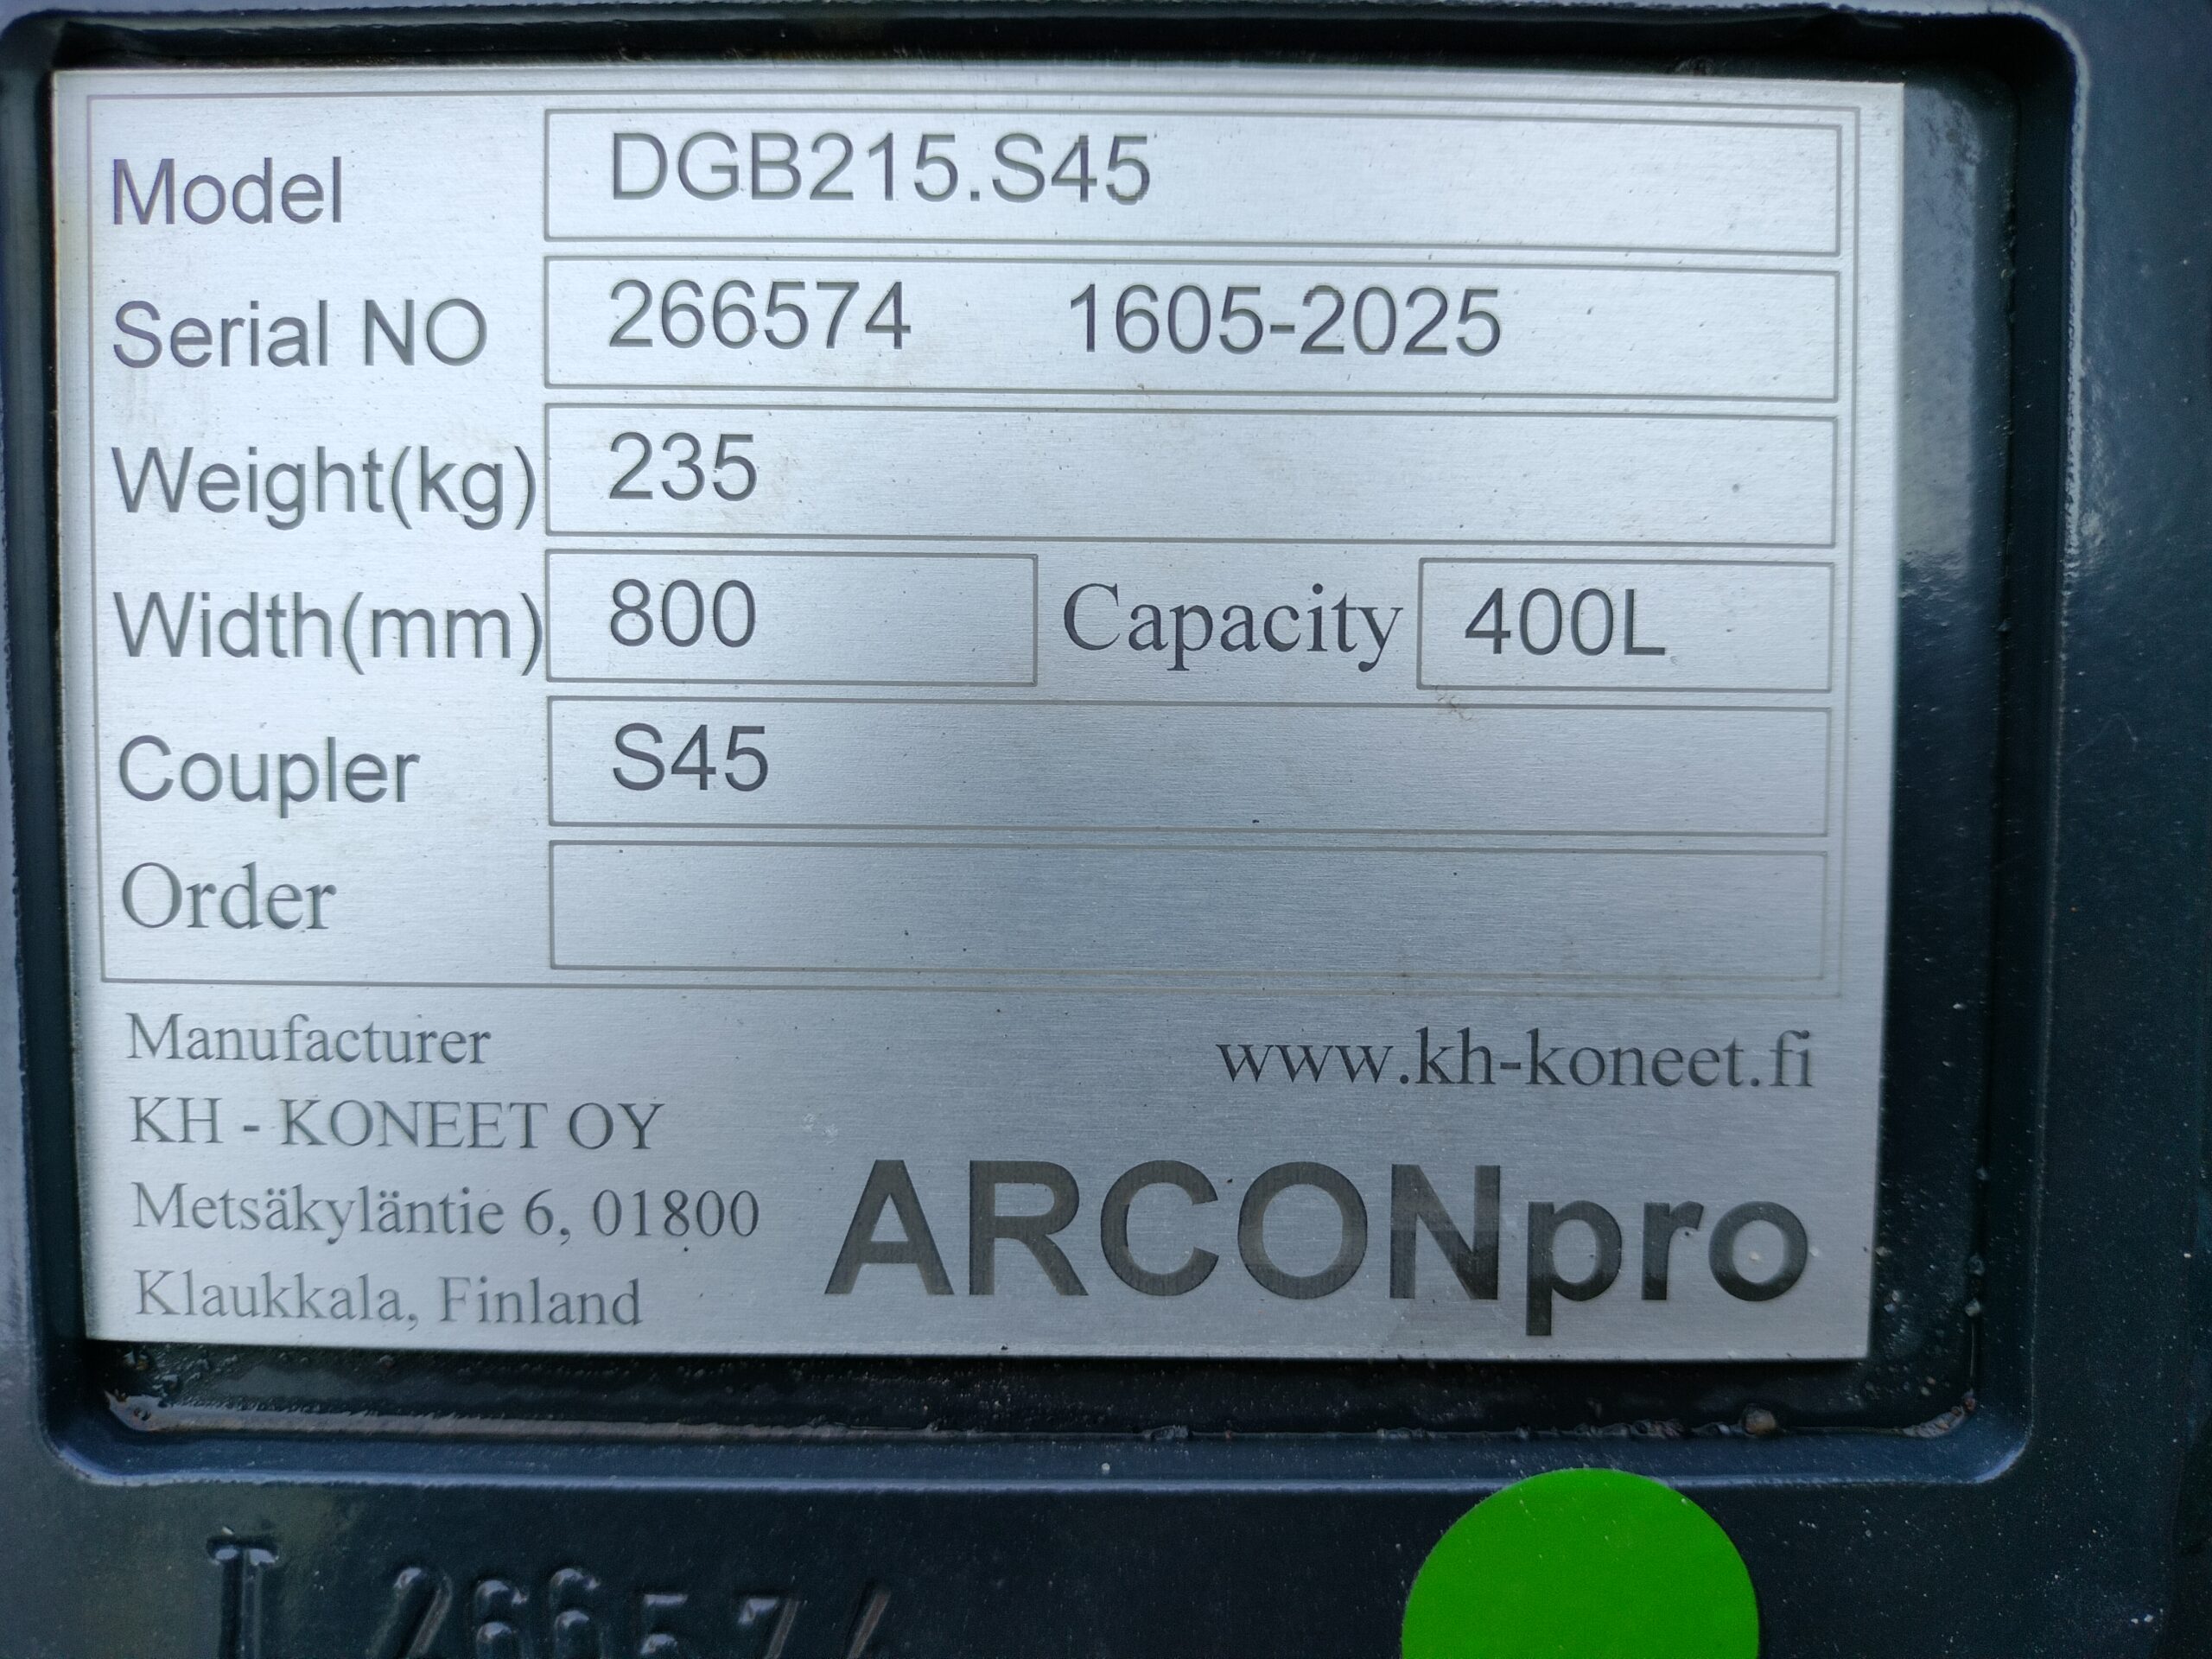 Model DGB215.S45
Serial NO 266574 1605-2025
Weight(kg) 235
Width(mm) 800 Capacity 400L
Coupler S45
Order
Manufacturer www.kh-koneet.fi
KH - KONEET OY
Metsäkyläntie 6, 01800
Klaukkala, Finland
ARCONpro
T 266574